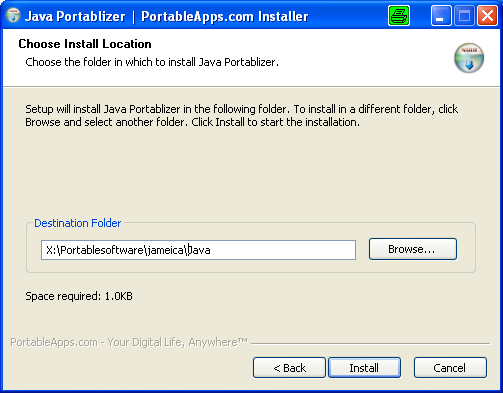 Java Portablizer | PortableApps.com Installer
Choose Install Location
Choose the folder in which to install Java Portablizer.
Setup will install Java Portablizer in the following folder. To install in a different folder, click
Browse and select another folder. Click Install to start the installation.
Destination Folder
X:\Portablesoftware\jameica\Java
Browse...
Space required: 1.0KB
PortableApps.com - Your Digital Life, Anywhere™
< Back
Install
Cancel